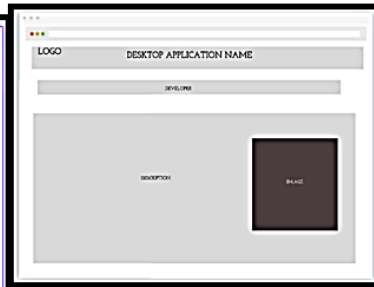 LOGO
DESKTOP APPLICATION NAME
DEVELOPER
DESCRIPTION
IMAGE